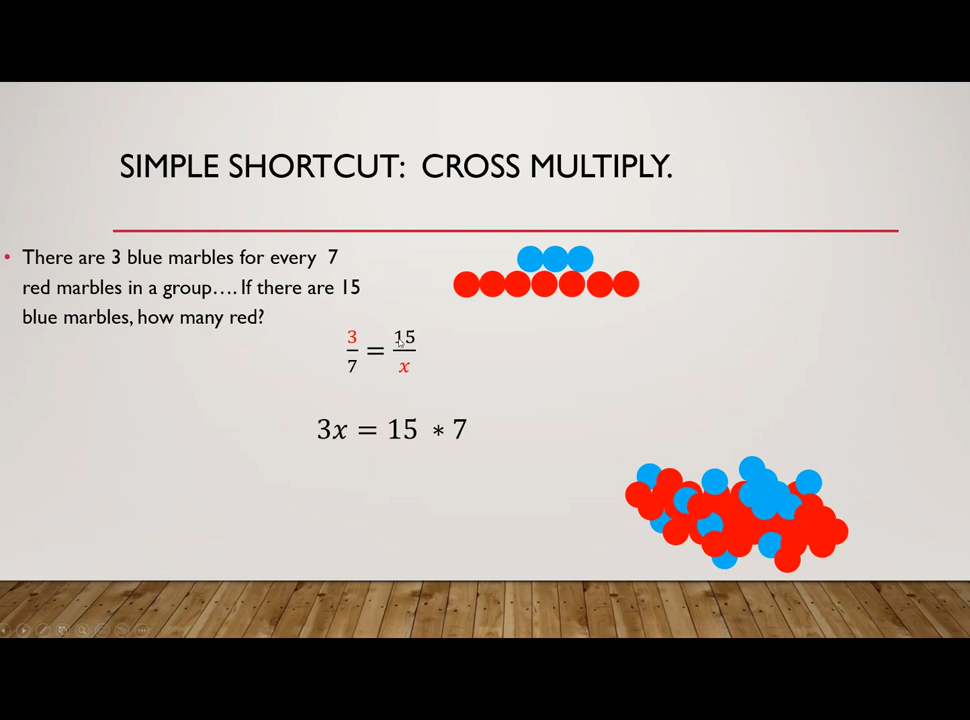 SIMPLE SHORTCUT: CROSS MULTIPLY.
• There are 3 blue marbles for every 7
red marbles in a group…. If there are 15
blue marbles, how many red?
3/7 = 15/x
3x = 15 * 7